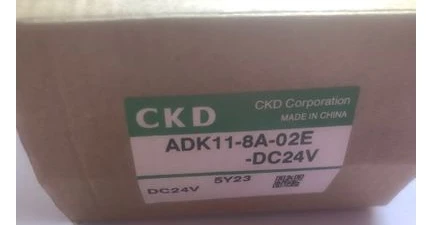 CKD
CKD Corporation
MADE IN CHINA
ADK11-8A-02E
-DC24V
5Y23
DC24V